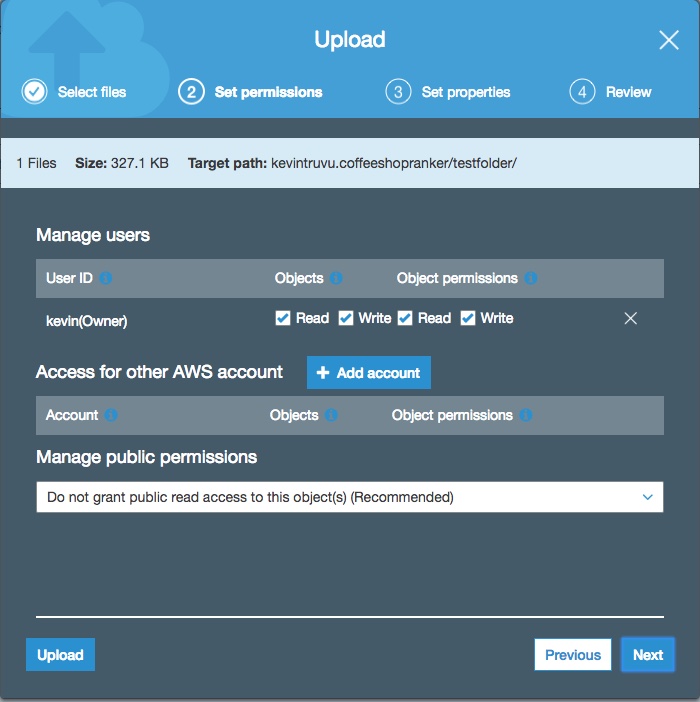 Upload
Select files 2 Set permissions 3 Set properties 4 Review
1 Files Size: 327.1 KB Target path: kevintruvu.coffeeshopranker/testfolder/
Manage users
User ID Objects Object permissions
kevin(Owner) Read Write Read Write
Access for other AWS account + Add account
Account Objects Object permissions
Manage public permissions
Do not grant public read access to this object(s) (Recommended)
Upload Previous Next